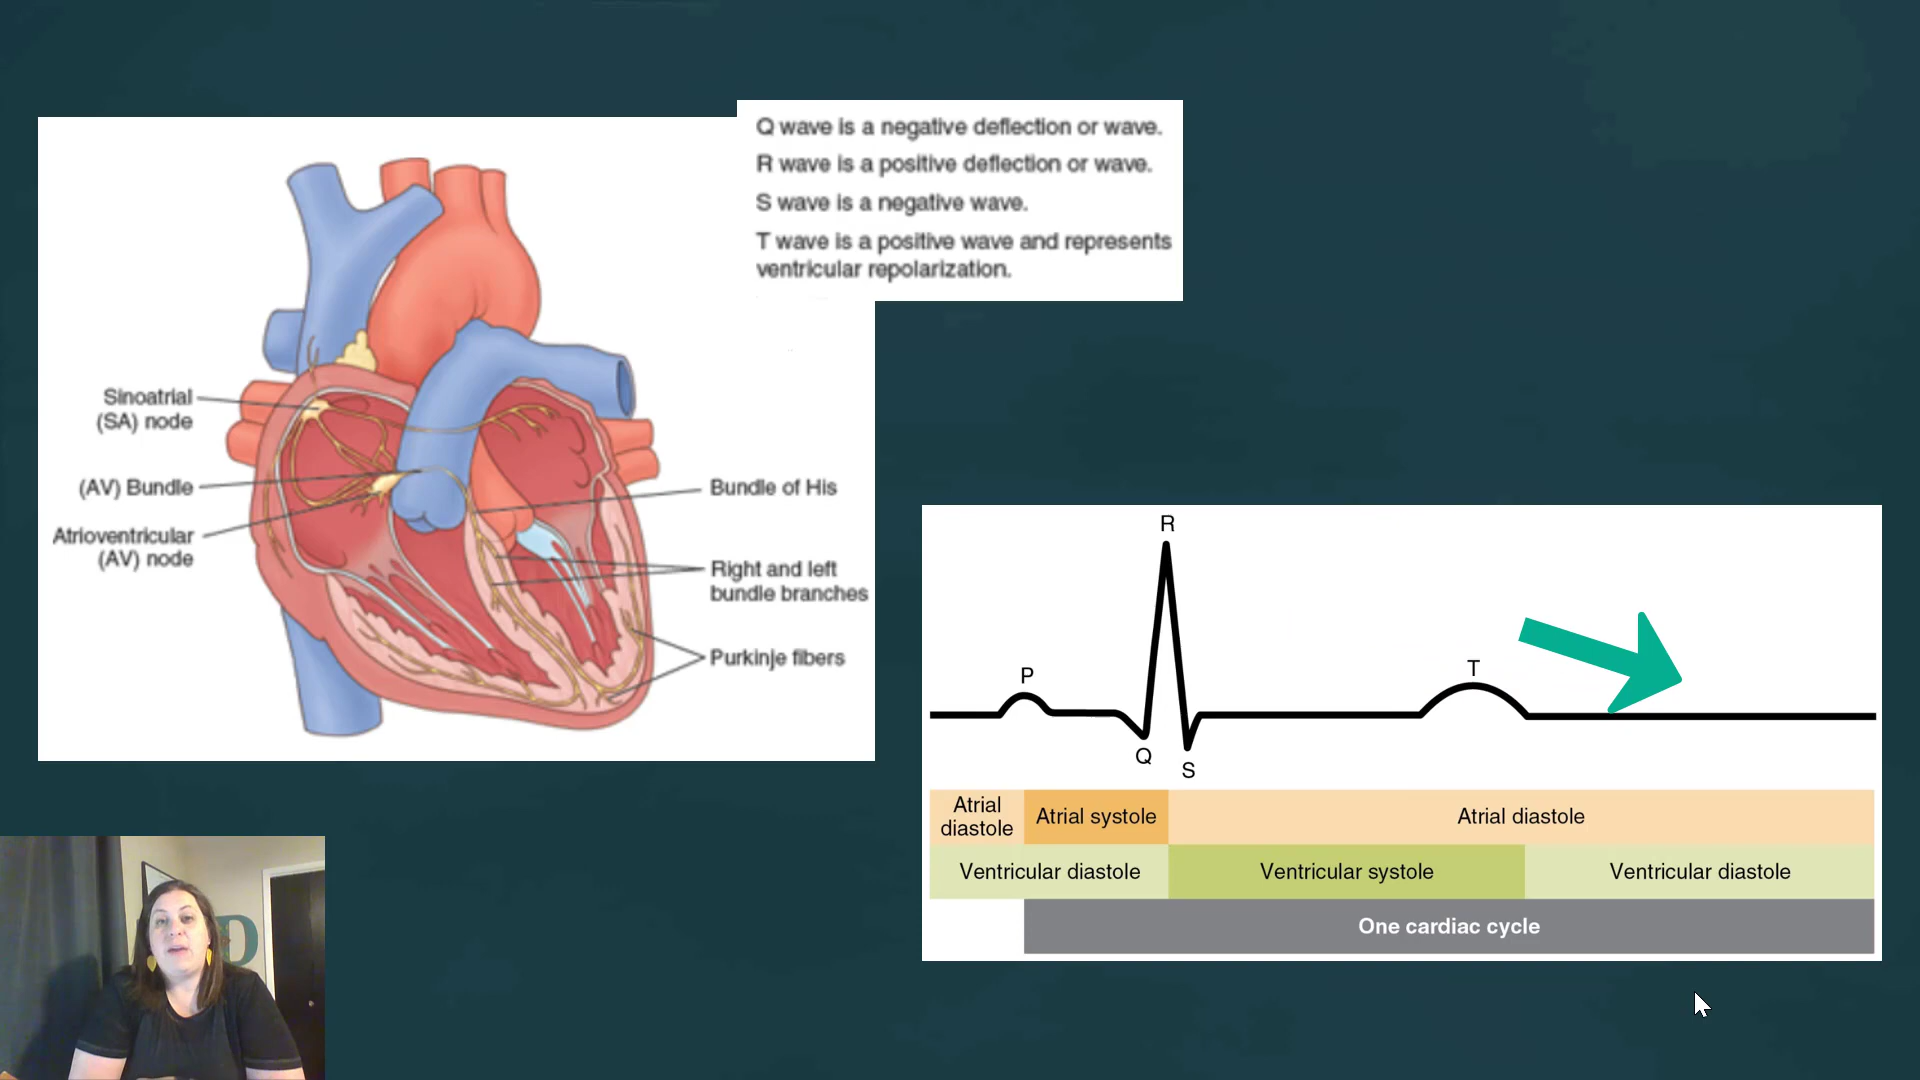 Q wave is a negative deflection or wave.
R wave is a positive deflection or wave.
S wave is a negative wave.
T wave is a positive wave and represents
ventricular repolarization.
Sinoatrial
(SA) node
(AV) Bundle
Atrioventricular
(AV) node
Bundle of His
Right and left
bundle branches
Purkinje fibers
R
P
T
Q
S
Atrial
diastole
Atrial systole
Atrial diastole
Ventricular diastole
Ventricular systole
Ventricular diastole
One cardiac cycle
D